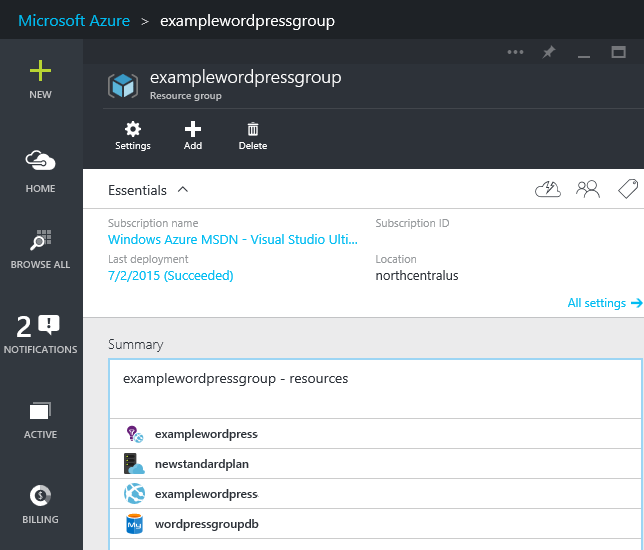 Microsoft Azure > examplewordpressgroup
NEW
examplewordpressgroup
Resource group
Settings
Add
Delete
HOME
Essentials
Subscription name
Subscription ID
Windows Azure MSDN - Visual Studio Ulti...
BROWSE ALL
Last deployment
Location
7/2/2015 (Succeeded)
northcentralus
All settings →
2
NOTIFICATIONS
Summary
examplewordpressgroup - resources
ACTIVE
examplewordpress
newstandardplan
examplewordpress
BILLING
My
wordpressgroupdb